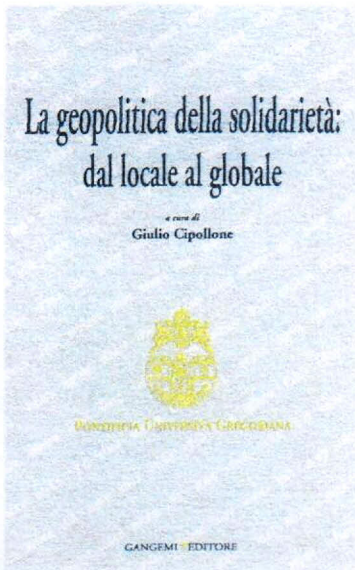 La geopolitica della solidarietà:
dal locale al globale
a cura di
Giulio Cipollone
PONTIFICIA UNIVERSITÀ GREGORIANA
GANGEMI EDITORE